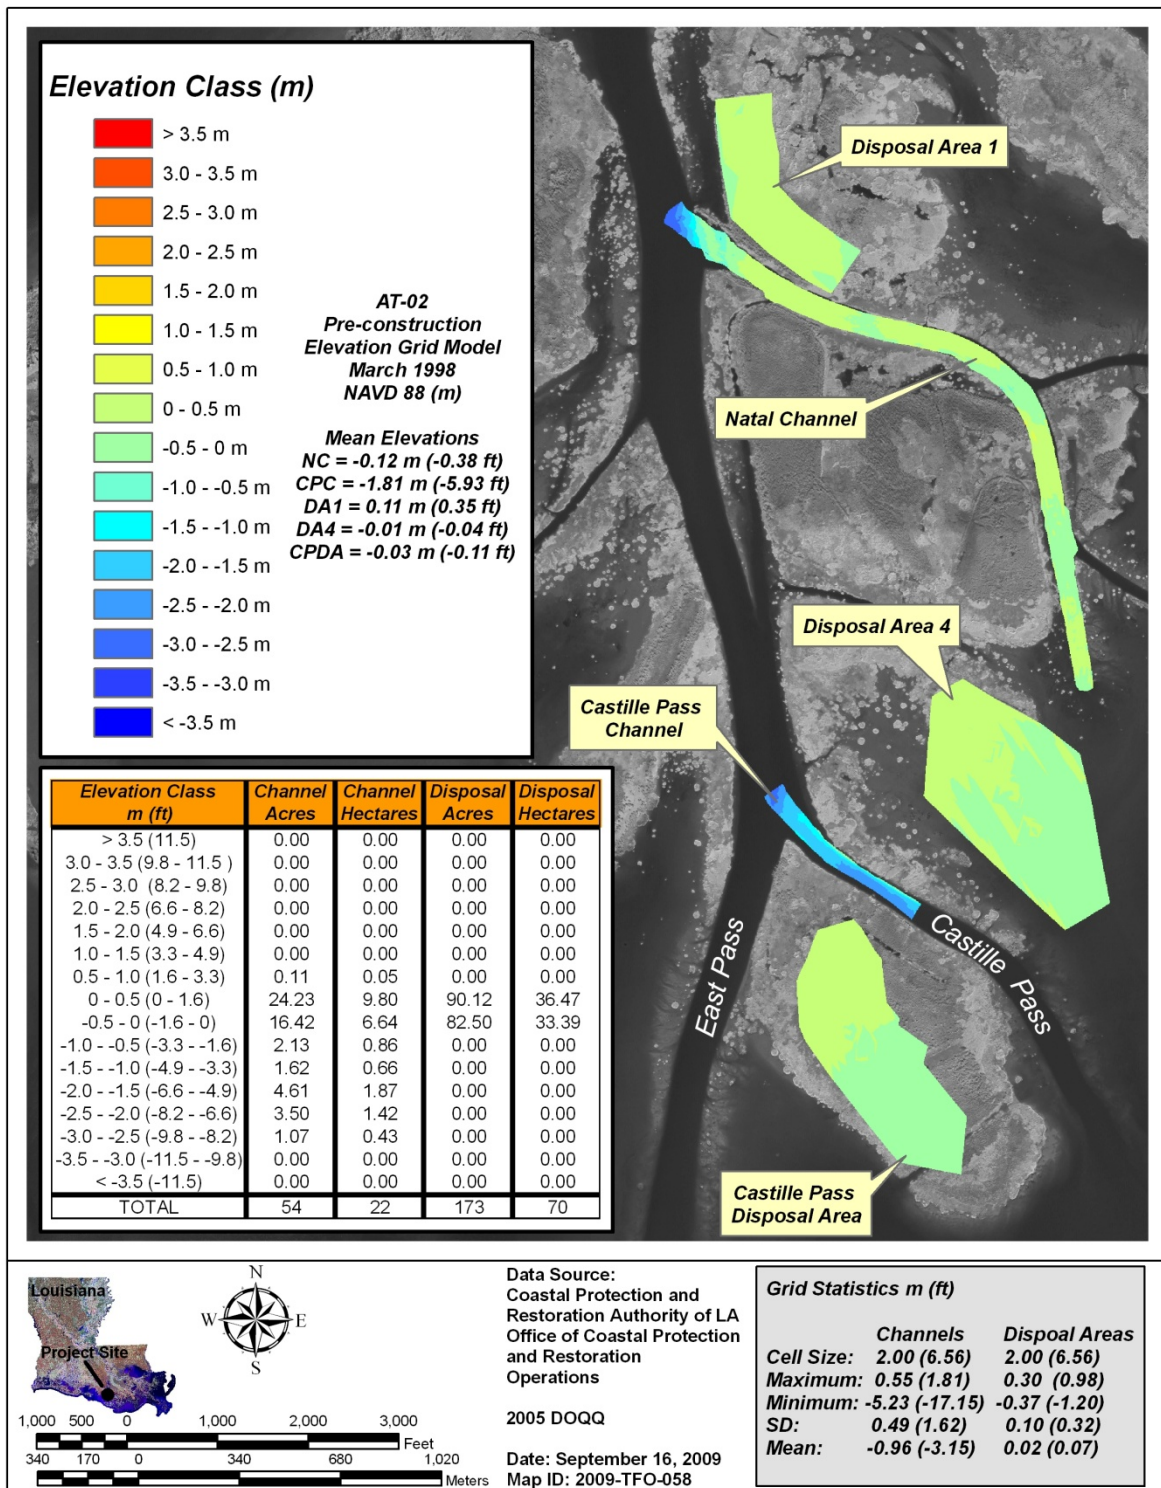 Elevation Class (m)
> 3.5 m
3.0 - 3.5 m
2.5 - 3.0 m
2.0 - 2.5 m
1.5 - 2.0 m
1.0 - 1.5 m
0.5 - 1.0 m
0 - 0.5 m
-0.5 - 0 m
-1.0 - -0.5 m
-1.5 - -1.0 m
-2.0 - -1.5 m
-2.5 - -2.0 m
-3.0 - -2.5 m
-3.5 - -3.0 m
< -3.5 m
AT-02
Pre-construction
Elevation Grid Model
March 1998
NAVD 88 (m)
Mean Elevations
NC = -0.12 m (-0.38 ft)
CPC = -1.81 m (-5.93 ft)
DA1 = 0.11 m (0.35 ft)
DA4 = -0.01 m (-0.04 ft)
CPDA = -0.03 m (-0.11 ft)
Disposal Area 1
Natal Channel
Disposal Area 4
Castille Pass
Channel
East Pass
Castille Pass
Castille Pass
Disposal Area
Elevation Class Channel Channel Disposal Disposal
m (ft) Acres Hectares Acres Hectares
> 3.5 (11.5) 0.00 0.00 0.00 0.00
3.0 - 3.5 (9.8 - 11.5 ) 0.00 0.00 0.00 0.00
2.5 - 3.0 (8.2 - 9.8) 0.00 0.00 0.00 0.00
2.0 - 2.5 (6.6 - 8.2) 0.00 0.00 0.00 0.00
1.5 - 2.0 (4.9 - 6.6) 0.00 0.00 0.00 0.00
1.0 - 1.5 (3.3 - 4.9) 0.00 0.00 0.00 0.00
0.5 - 1.0 (1.6 - 3.3) 0.11 0.05 0.00 0.00
0 - 0.5 (0 - 1.6) 24.23 9.80 90.12 36.47
-0.5 - 0 (-1.6 - 0) 16.42 6.64 82.50 33.39
-1.0 - -0.5 (-3.3 - -1.6) 2.13 0.86 0.00 0.00
-1.5 - -1.0 (-4.9 - -3.3) 1.62 0.66 0.00 0.00
-2.0 - -1.5 (-6.6 - -4.9) 4.61 1.87 0.00 0.00
-2.5 - -2.0 (-8.2 - -6.6) 3.50 1.42 0.00 0.00
-3.0 - -2.5 (-9.8 - -8.2) 1.07 0.43 0.00 0.00
-3.5 - -3.0 (-11.5 - -9.8) 0.00 0.00 0.00 0.00
< -3.5 (-11.5) 0.00 0.00 0.00 0.00
TOTAL 54 22 173 70
Louisiana
Project Site
N
W E
S
1,000 500 0 1,000 2,000 3,000
Feet
340 170 0 340 680 1,020
Meters
Data Source:
Coastal Protection and
Restoration Authority of LA
Office of Coastal Protection
and Restoration
Operations
2005 DOQQ
Date: September 16, 2009
Map ID: 2009-TFO-058
Grid Statistics m (ft)
Channels Dispoal Areas
Cell Size: 2.00 (6.56) 2.00 (6.56)
Maximum: 0.55 (1.81) 0.30 (0.98)
Minimum: -5.23 (-17.15) -0.37 (-1.20)
SD: 0.49 (1.62) 0.10 (0.32)
Mean: -0.96 (-3.15) 0.02 (0.07)